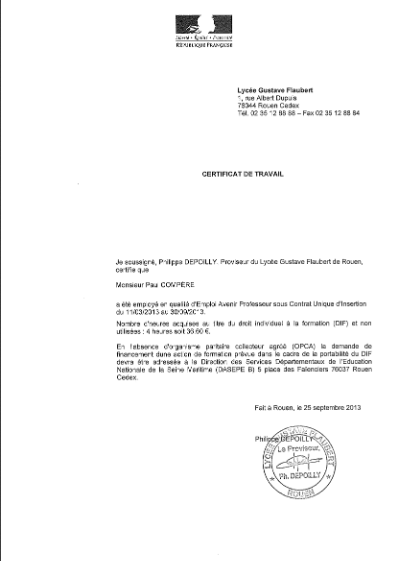 Liberté • Égalité • Fraternité
RÉPUBLIQUE FRANÇAISE
Lycée Gustave Flaubert
1, rue Albert Dupuis
76044 Rouen Cedex
Tél. 02 35 12 88 88 – Fax 02 35 12 88 84
CERTIFICAT DE TRAVAIL
Je soussigné, Philippe DEPOILLY, Proviseur du Lycée Gustave Flaubert de Rouen,
certifie que
Monsieur Paul COMPÈRE
a été employé en qualité d'Emploi Avenir Professeur sous Contrat Unique d'Insertion
du 11/03/2013 au 30/09/2013.
Nombre d'heures acquises au titre du droit individuel à la formation (DIF) et non
utilisées : 4 heures soit 36,60 €.
En l'absence d'organisme paritaire collecteur agréé (OPCA) la demande de
financement dune action de formation prévue dans le cadre de la portabilité du DIF
devra être adressée à la Direction des Services Départementaux de l'Education
Nationale de la Seine Maritime (DASEPE B) 5 place des Faienciers 76037 Rouen
Cedex.
Fait à Rouen, le 25 septembre 2013
Philippe DEPOILLY
LYCÉE GUSTAVE FLAUBERT
Le Proviseur,
Ph. DEPOILLY
ROUEN